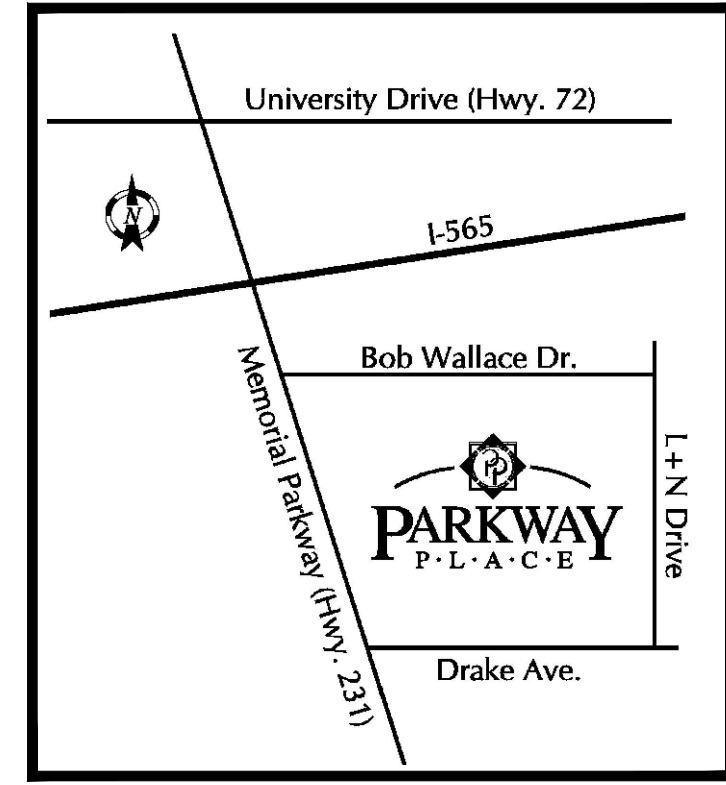 University Drive (Hwy. 72)
N
I-565
Bob Wallace Dr.
Memorial Parkway (Hwy. 231)
L+N Drive
PP
PARKWAY
P·L·A·C·E
Drake Ave.